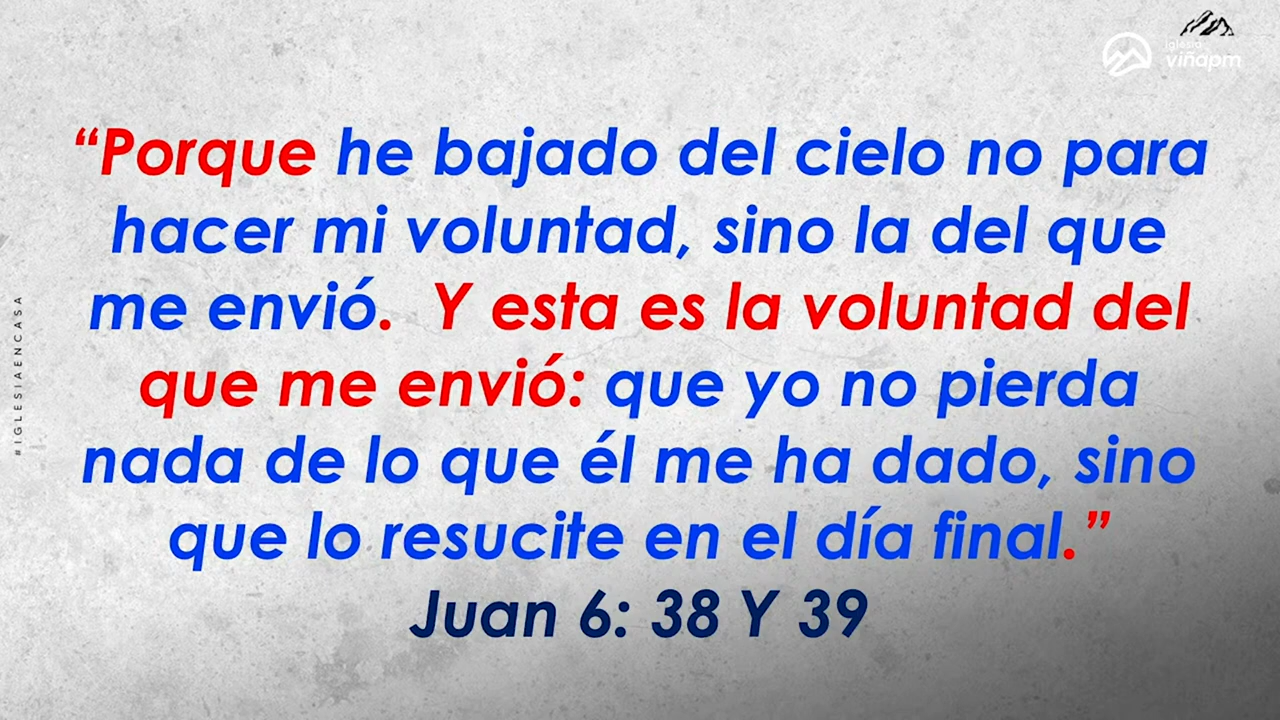 iglesia
viñapm
“Porque he bajado del cielo no para
hacer mi voluntad, sino la del que
me envió.  Y esta es la voluntad del
que me envió: que yo no pierda
nada de lo que él me ha dado, sino
que lo resucite en el día final.”
Juan 6: 38 Y 39
#IGLESIAENCASA